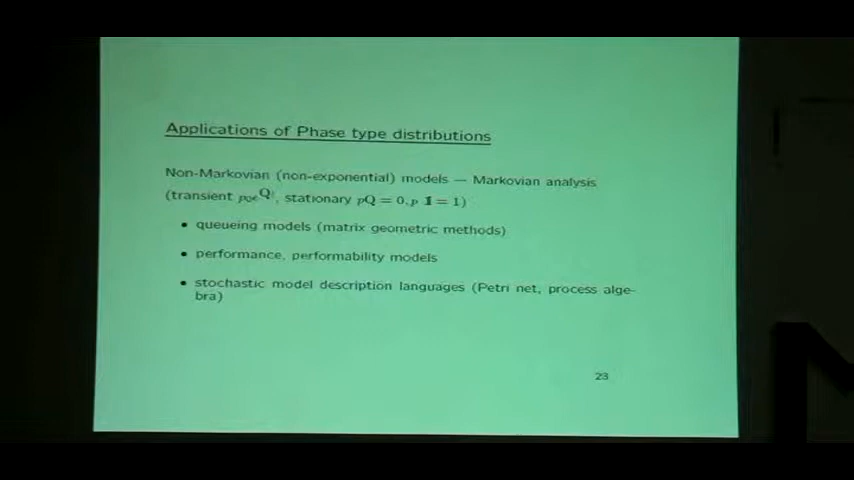 Applications of Phase type distributions
Non-Markovian (non-exponential) models — Markovian analysis
(transient p₀e^Qt, stationary pQ = 0, p 𝟏 = 1)
• queueing models (matrix geometric methods)
• performance, performability models
• stochastic model description languages (Petri net, process alge-
bra)
23